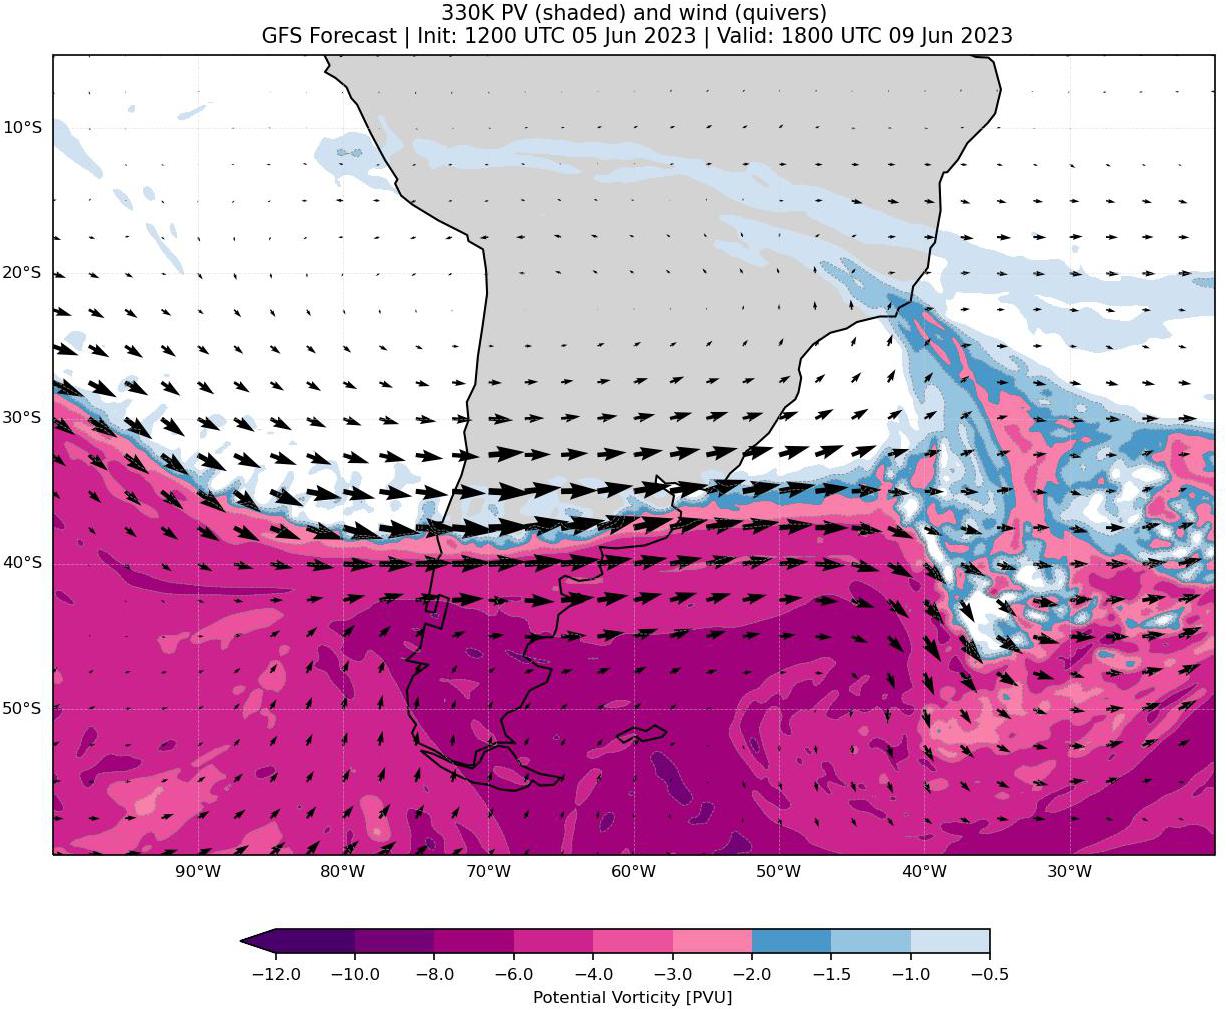 330K PV (shaded) and wind (quivers)
GFS Forecast | Init: 1200 UTC 05 Jun 2023 | Valid: 1800 UTC 09 Jun 2023
10°S
20°S
30°S
40°S
50°S
90°W 80°W 70°W 60°W 50°W 40°W 30°W
−12.0 −10.0 −8.0 −6.0 −4.0 −3.0 −2.0 −1.5 −1.0 −0.5
Potential Vorticity [PVU]